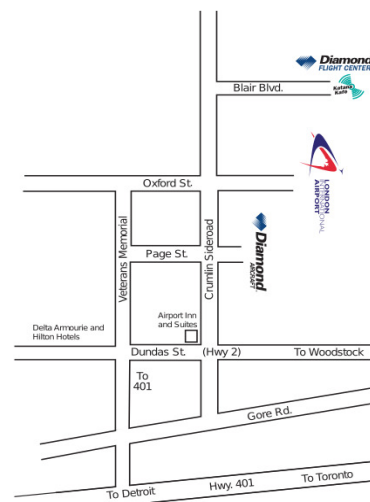 Diamond
FLIGHT CENTER
Blair Blvd.
Katana
Kafe
LONDON
INTERNATIONAL
AIRPORT
Oxford St.
Veterans Memorial
Crumlin Sideroad
Diamond
AIRCRAFT
Page St.
Airport Inn
and Suites
Delta Armourie and
Hilton Hotels
Dundas St. (Hwy 2) To Woodstock
To
401
Gore Rd.
To Toronto
Hwy. 401
To Detroit